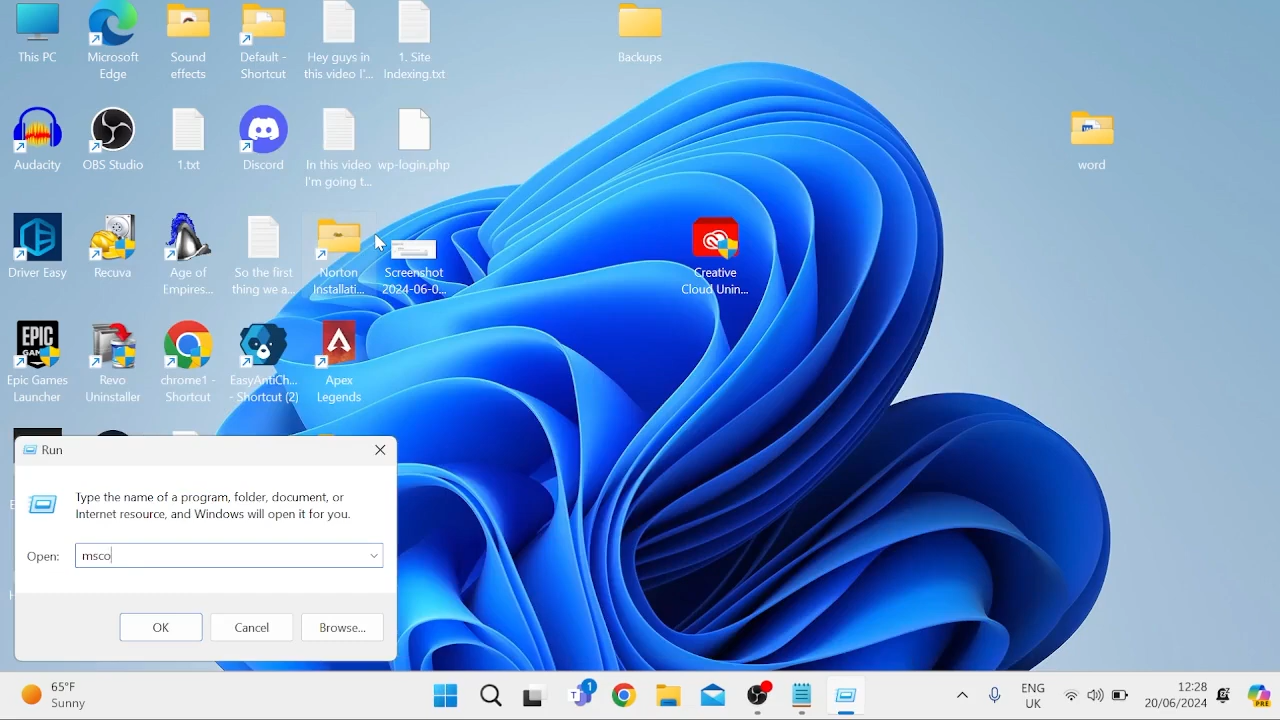 This PC
Microsoft
Edge
Sound
effects
Default -
Shortcut
Hey guys in
this video I'...
1. Site
Indexing.txt
Backups
Audacity
OBS Studio
1.txt
Discord
In this video
I'm going t...
wp-login.php
word
Driver Easy
Recuva
Age of
Empires...
So the first
thing we a...
Norton
Installati...
Screenshot
2024-06-0...
Creative
Cloud Unin...
EPIC
GAMES
Epic Games
Launcher
Revo
Uninstaller
chrome1 -
Shortcut
EasyAntiCh...
- Shortcut (2)
Apex
Legends
Run
Type the name of a program, folder, document, or
Internet resource, and Windows will open it for you.
Open:
msco
OK
Cancel
Browse...
65°F
Sunny
1
ENG
UK
12:28
20/06/2024
PRE